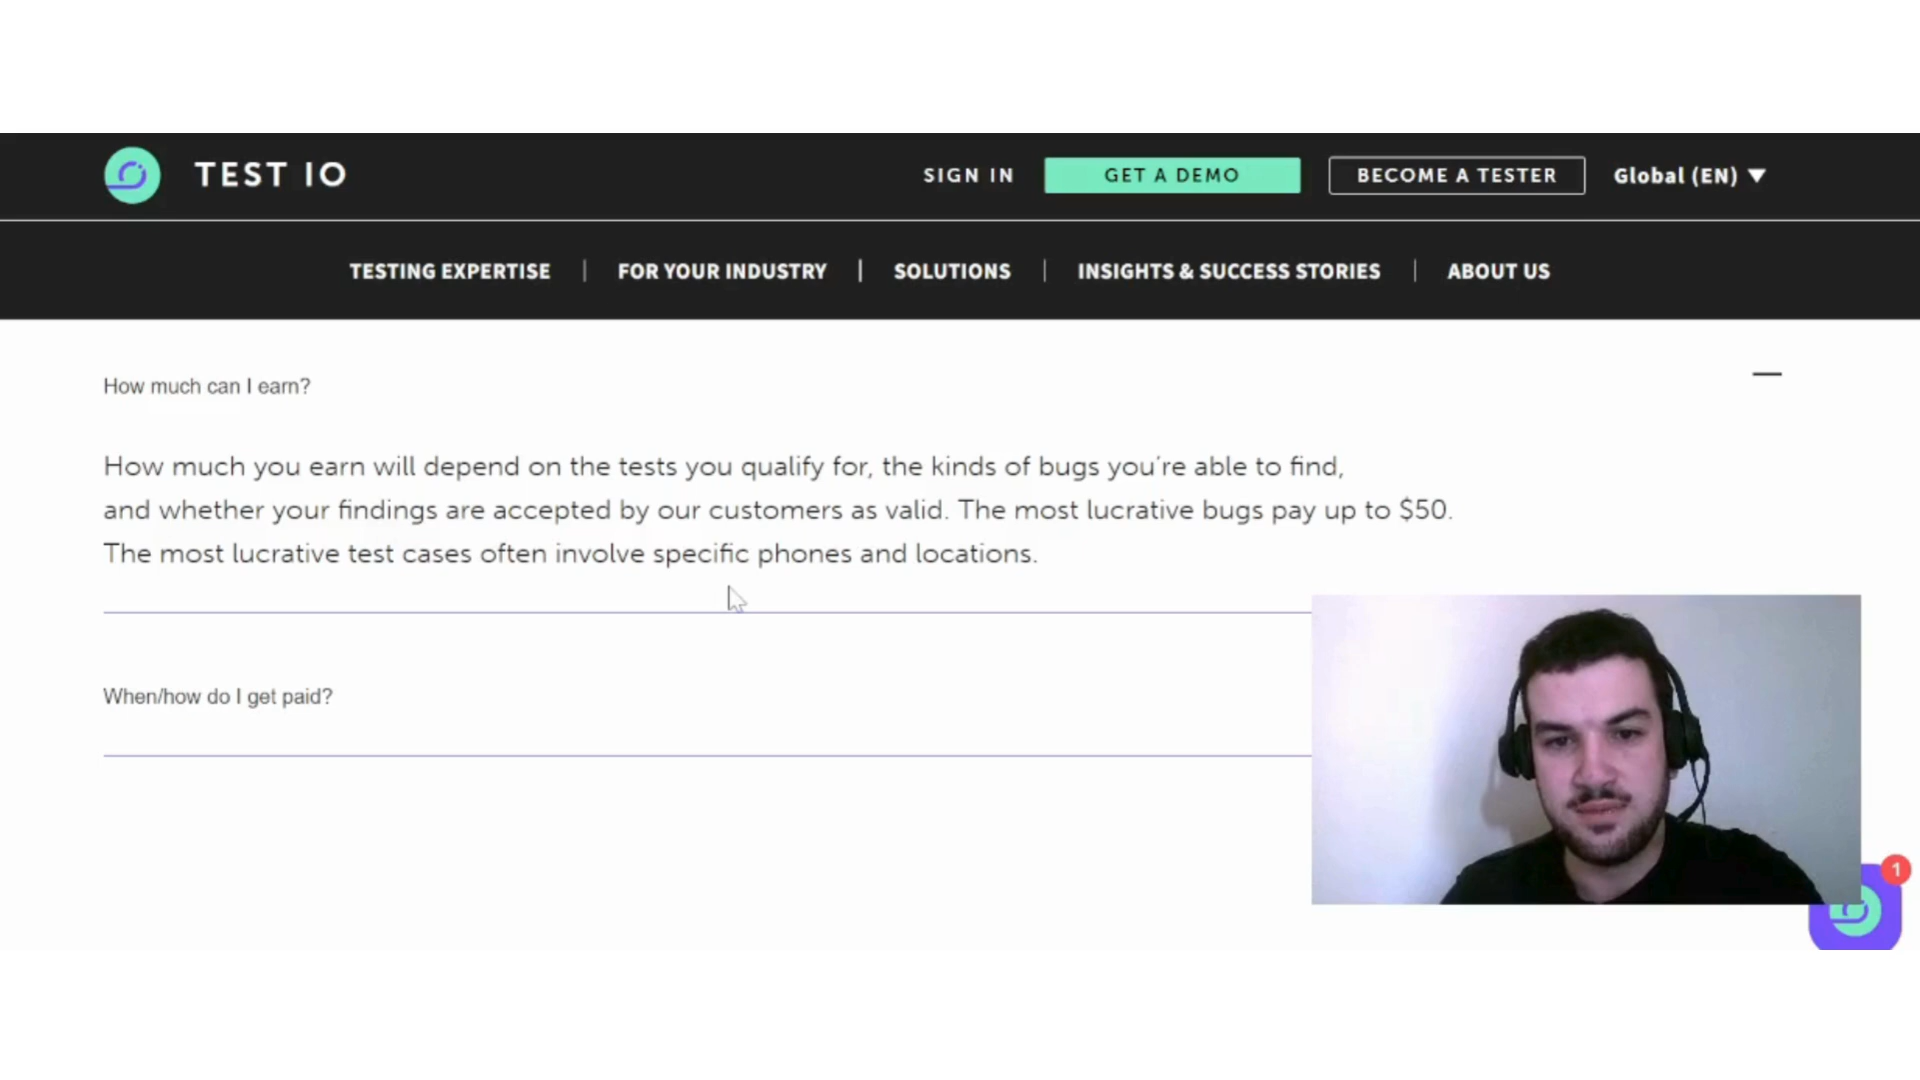 TEST IO
SIGN IN
GET A DEMO
BECOME A TESTER
Global (EN)
TESTING EXPERTISE
FOR YOUR INDUSTRY
SOLUTIONS
INSIGHTS & SUCCESS STORIES
ABOUT US
How much can I earn?
How much you earn will depend on the tests you qualify for, the kinds of bugs you're able to find,
and whether your findings are accepted by our customers as valid. The most lucrative bugs pay up to $50.
The most lucrative test cases often involve specific phones and locations.
When/how do I get paid?
1